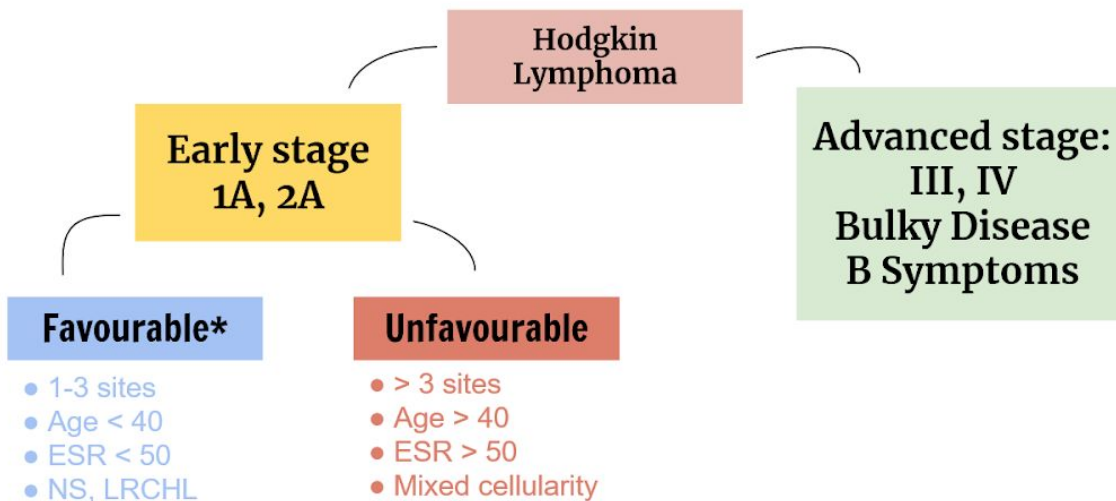 Hodgkin
Lymphoma
Early stage
1A, 2A
Advanced stage:
III, IV
Bulky Disease
B Symptoms
Favourable*
● 1-3 sites
● Age < 40
● ESR < 50
● NS, LRCHL
Unfavourable
● > 3 sites
● Age > 40
● ESR > 50
● Mixed cellularity